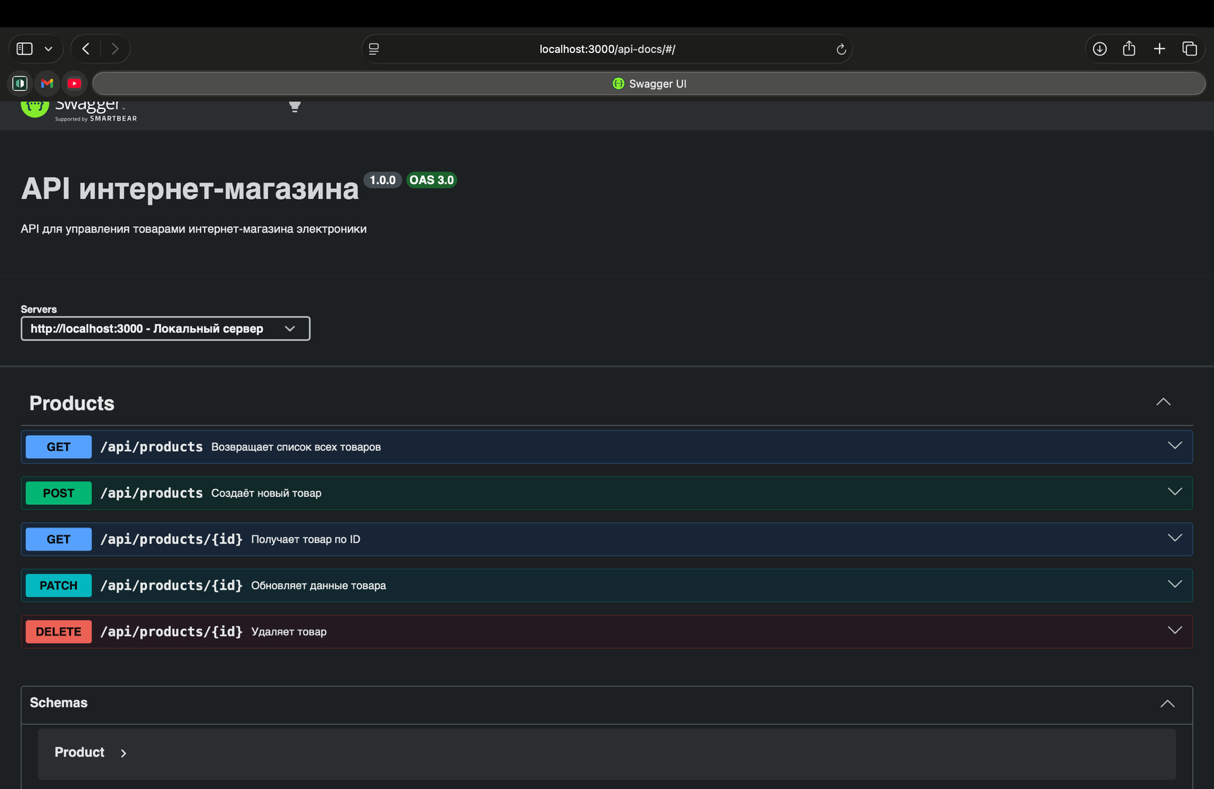 localhost:3000/api-docs/#/
Swagger UI
Swagger.
Supported by SMARTBEAR
API интернет-магазина 1.0.0 OAS 3.0
API для управления товарами интернет-магазина электроники
Servers
http://localhost:3000 - Локальный сервер
Products
GET /api/products Возвращает список всех товаров
POST /api/products Создаёт новый товар
GET /api/products/{id} Получает товар по ID
PATCH /api/products/{id} Обновляет данные товара
DELETE /api/products/{id} Удаляет товар
Schemas
Product